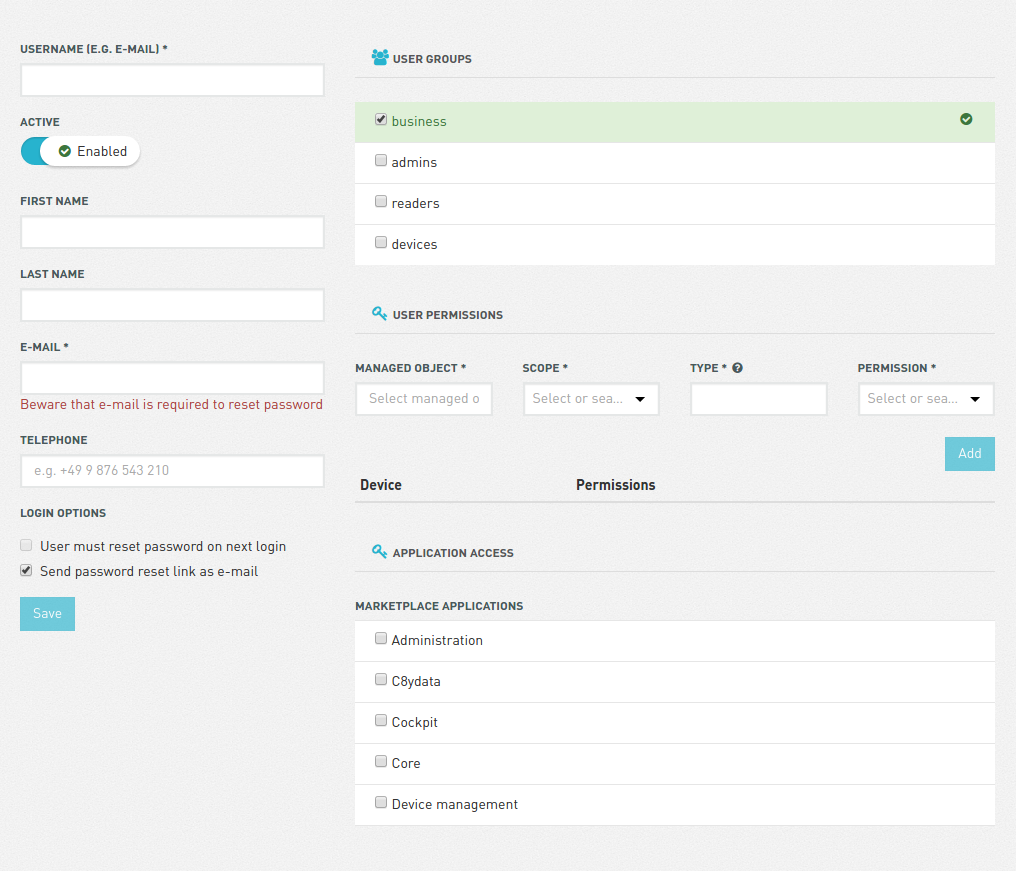 USERNAME (E.G. E-MAIL) *
ACTIVE
Enabled
FIRST NAME
LAST NAME
E-MAIL *
Beware that e-mail is required to reset password
TELEPHONE
e.g. +49 9 876 543 210
LOGIN OPTIONS
User must reset password on next login
Send password reset link as e-mail
Save
USER GROUPS
business
admins
readers
devices
USER PERMISSIONS
MANAGED OBJECT * SCOPE * TYPE * PERMISSION *
Select managed o Select or sea... Select or sea...
Add
Device Permissions
APPLICATION ACCESS
MARKETPLACE APPLICATIONS
Administration
C8ydata
Cockpit
Core
Device management